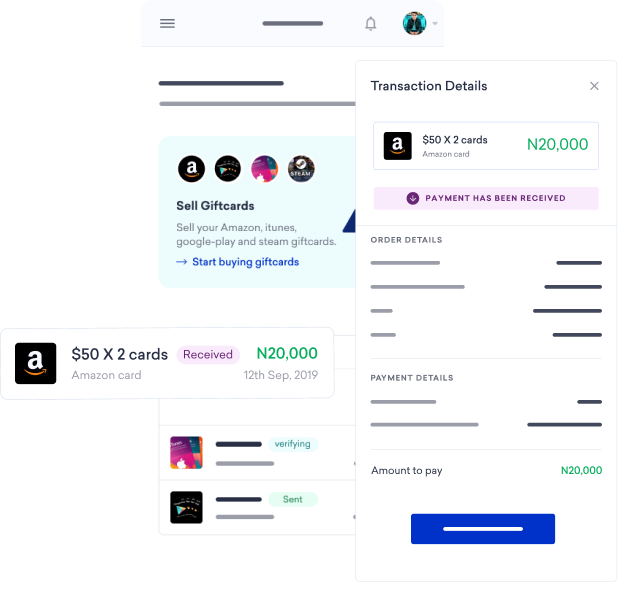 Transaction Details
$50 X 2 cards
N20,000
Amazon card
PAYMENT HAS BEEN RECEIVED
ORDER DETAILS
PAYMENT DETAILS
Amount to pay
N20,000
a
a
STEAM
Sell Giftcards
Sell your Amazon, itunes,
google-play and steam giftcards.
→ Start buying giftcards
a
$50 X 2 cards
Received
N20,000
Amazon card
12th Sep, 2019
verifying
Sent